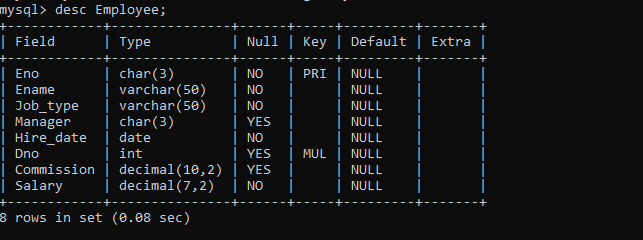 mysql> desc Employee;
+------------+---------------+------+-----+---------+-------+
| Field      | Type          | Null | Key | Default | Extra |
+------------+---------------+------+-----+---------+-------+
| Eno        | char(3)       | NO   | PRI | NULL    |       |
| Ename      | varchar(50)   | NO   |     | NULL    |       |
| Job_type   | varchar(50)   | NO   |     | NULL    |       |
| Manager    | char(3)       | YES  |     | NULL    |       |
| Hire_date  | date          | NO   |     | NULL    |       |
| Dno        | int           | YES  | MUL | NULL    |       |
| Commission | decimal(10,2) | YES  |     | NULL    |       |
| Salary     | decimal(7,2)  | NO   |     | NULL    |       |
+------------+---------------+------+-----+---------+-------+
8 rows in set (0.08 sec)